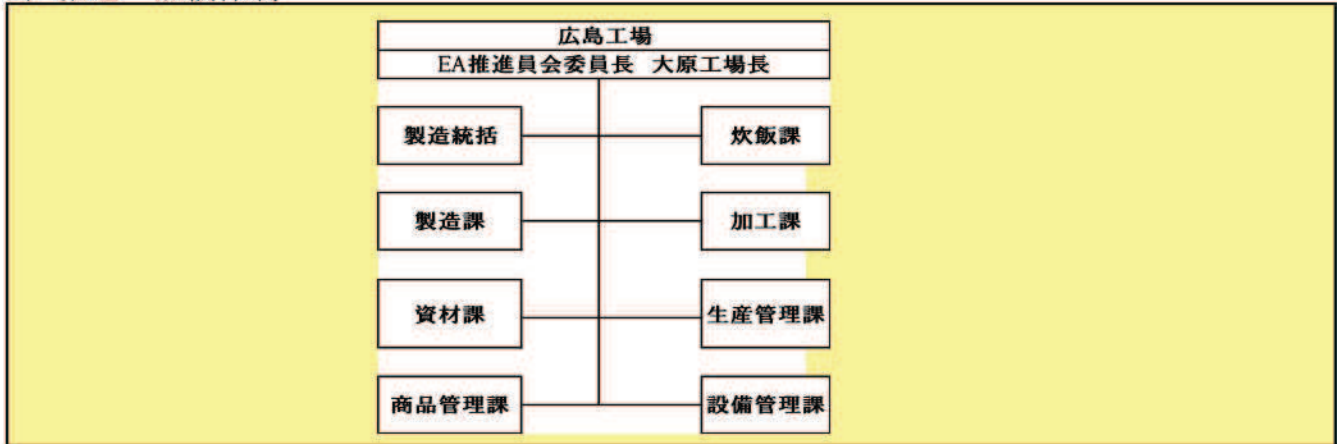 広島工場
EA推進員会委員長 大原工場長
製造統括
炊飯課
製造課
加工課
資材課
生産管理課
商品管理課
設備管理課